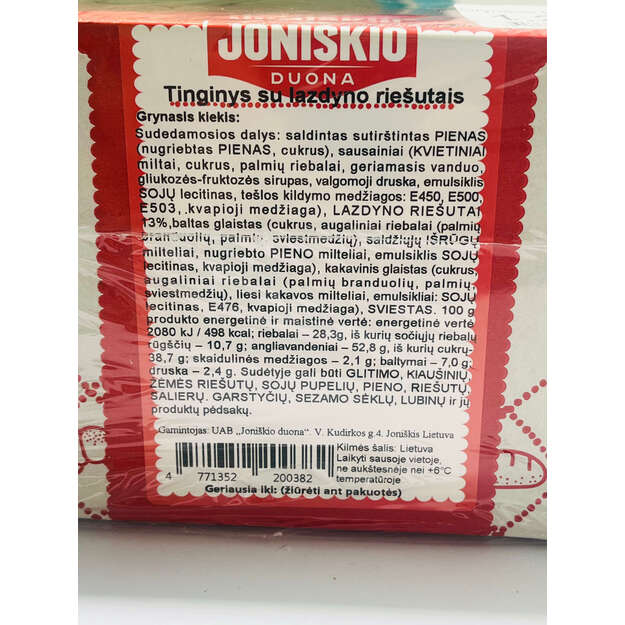 JONIŠKIO
DUONA
Tinginys su lazdyno riešutais
Grynasis kiekis:
Sudedamosios dalys: saldintas sutirštintas PIENAS
(nugriebtas PIENAS, cukrus), sausainiai (KVIETINIAI
miltai, cukrus, palmių riebalai, geriamasis vanduo,
gliukozės-fruktozės sirupas, valgomoji druska, emulsiklis
SOJŲ lecitinas, tešlos kildymo medžiagos: E450, E500,
E503, kvapioji medžiaga), LAZDYNO RIEŠUTAI
13%,baltas glaistas (cukrus, augaliniai riebalai (palmių
branduolių, palmių, sviestmedžių), saldžiųjų IŠRŪGŲ
milteliai, nugriebto PIENO milteliai, emulsiklis SOJŲ
lecitinas, kvapioji medžiaga), kakavinis glaistas (cukrus,
augaliniai riebalai (palmių branduolių, palmių,
sviestmedžių), liesi kakavos milteliai, emulsikliai: SOJŲ
lecitinas, E476, kvapioji medžiaga), SVIESTAS. 100 g
produkto energetinė ir maistinė vertė: energetinė vertė
2080 kJ / 498 kcal; riebalai – 28,3g, iš kurių sočiųjų riebalų
rūgščių – 10,7 g; angliavandeniai – 52,8 g, iš kurių cukrų-
38,7 g; skaidulinės medžiagos – 2,1 g; baltymai – 7,0 g;
druska – 2,4 g. Sudėtyje gali būti GLITIMO, KIAUŠINIŲ,
ŽEMĖS RIEŠUTŲ, SOJŲ PUPELIŲ, PIENO, RIEŠUTŲ,
SALIERŲ, GARSTYČIŲ, SEZAMO SĖKLŲ, LUBINŲ ir jų
produktų pėdsakų.
Gamintojas: UAB „Joniškio duona“. V. Kudirkos g.4. Joniškis Lietuva
Kilmės šalis: Lietuva
Laikyti sausoje vietoje,
ne aukštesnėje nei +6°C
temperatūroje
4 771352 200382
Geriausia iki: (žiūrėti ant pakuotės)